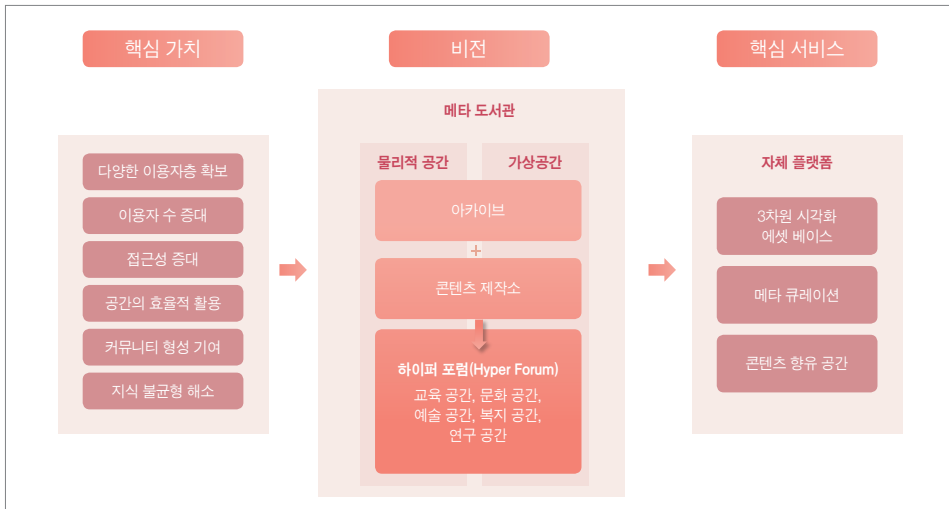 핵심 가치
다양한 이용자층 확보
이용자 수 증대
접근성 증대
공간의 효율적 활용
커뮤니티 형성 기여
지식 불균형 해소
비전
메타 도서관
물리적 공간
가상공간
아카이브
+
콘텐츠 제작소
하이퍼 포럼(Hyper Forum)
교육 공간, 문화 공간,
예술 공간, 복지 공간,
연구 공간
핵심 서비스
자체 플랫폼
3차원 시각화
에셋 베이스
메타 큐레이션
콘텐츠 향유 공간